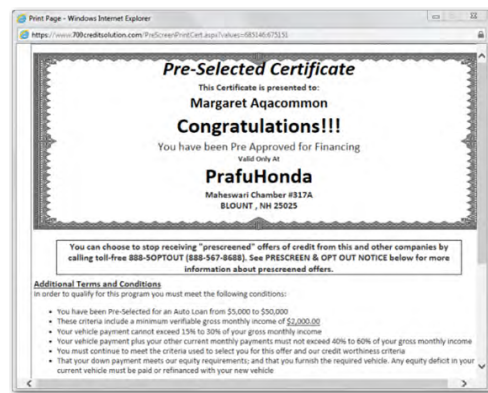 Print Page - Windows Internet Explorer
https://www.700creditsolution.com/PreScreenPrintCert.aspx?values=685146:675151
Pre-Selected Certificate
This Certificate is presented to:
Margaret Aqacommon
Congratulations!!!
You have been Pre Approved for Financing
Valid Only At
PrafuHonda
Maheswari Chamber #317A
BLOUNT , NH 25025
You can choose to stop receiving "prescreened" offers of credit from this and other companies by
calling toll-free 888-5OPTOUT (888-567-8688). See PRESCREEN & OPT OUT NOTICE below for more
information about prescreened offers.
Additional Terms and Conditions
In order to qualify for this program you must meet the following conditions:
• You have been Pre-Selected for an Auto Loan from $5,000 to $50,000
• These criteria include a minimum verifiable gross monthly income of $2,000.00
• Your vehicle payment cannot exceed 15% to 30% of your gross monthly income
• Your vehicle payment plus your other current monthly payments must not exceed 40% to 60% of your gross monthly income
• You must continue to meet the criteria used to select you for this offer and our credit worthiness criteria
• That your down payment meets our equity requirements; and that you furnish the required vehicle. Any equity deficit in your
current vehicle must be paid or refinanced with your new vehicle